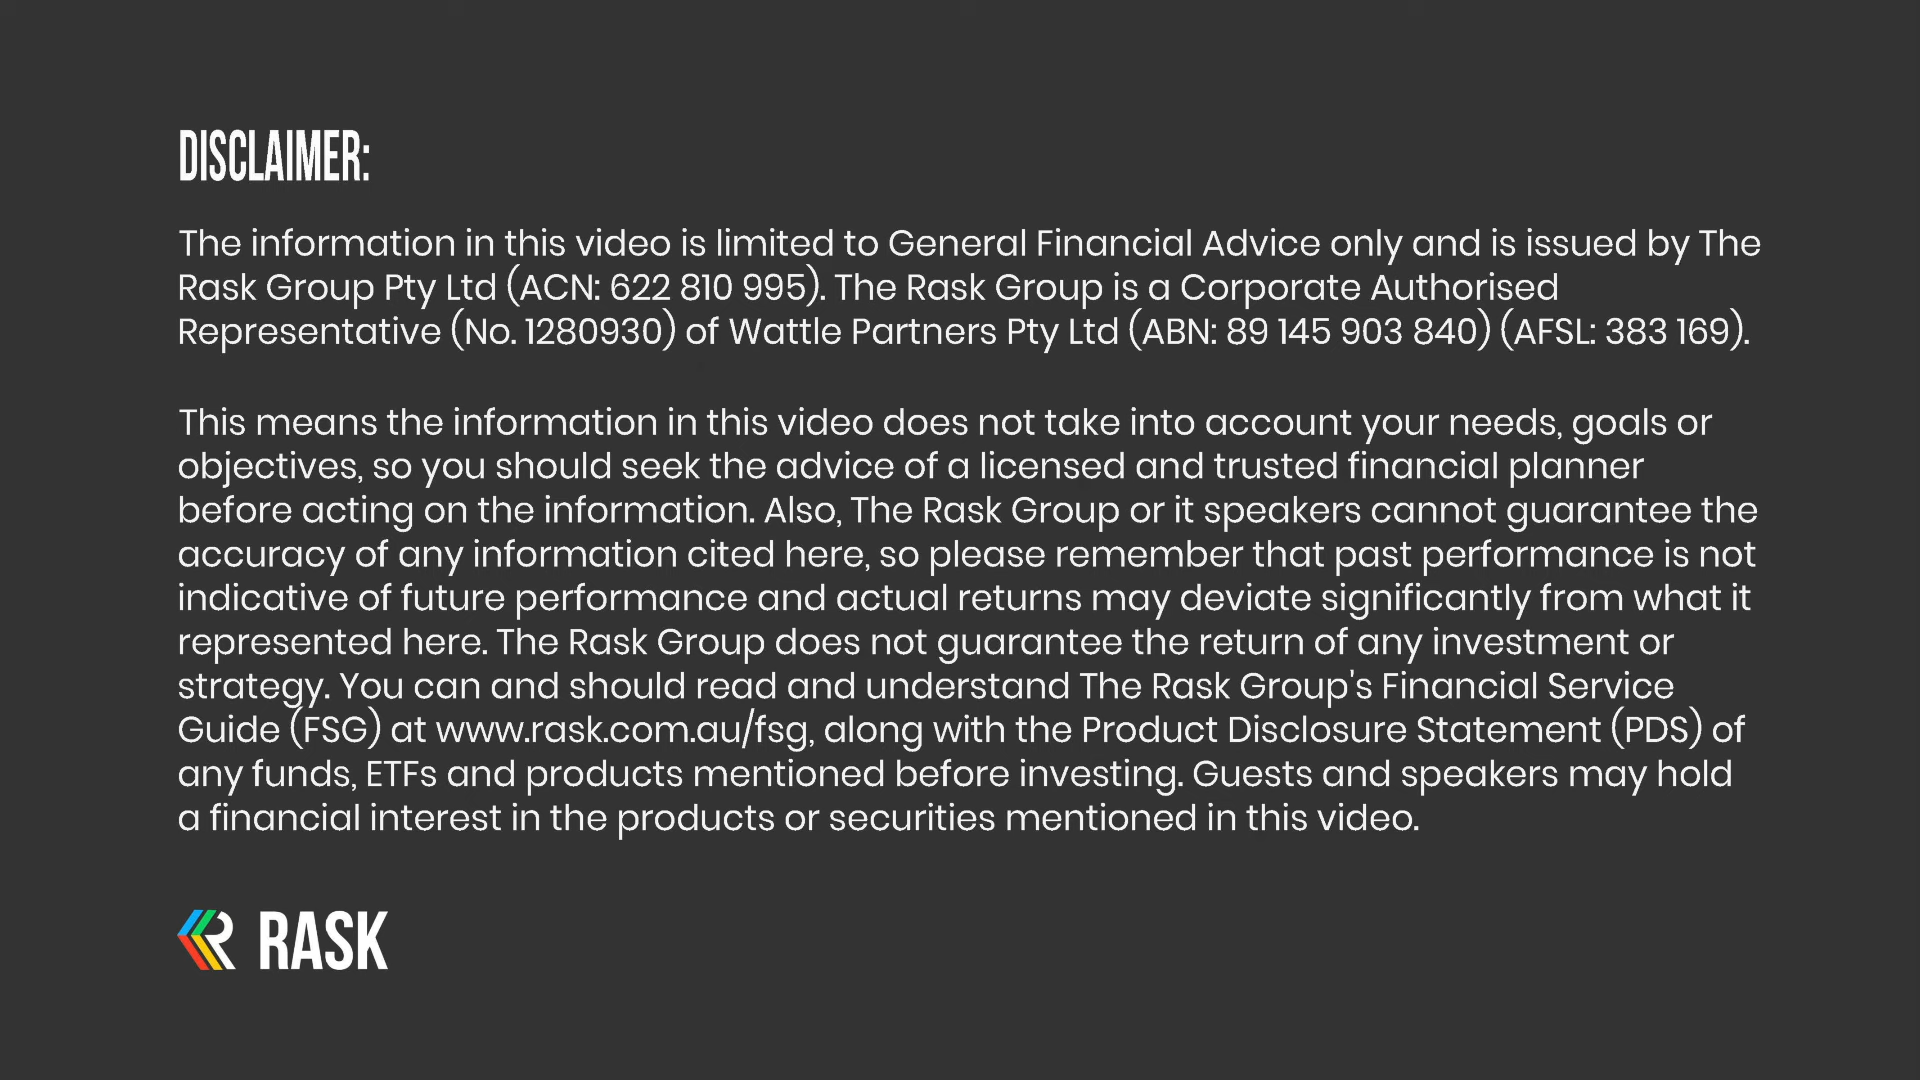 DISCLAIMER:
The information in this video is limited to General Financial Advice only and is issued by The
Rask Group Pty Ltd (ACN: 622 810 995). The Rask Group is a Corporate Authorised
Representative (No. 1280930) of Wattle Partners Pty Ltd (ABN: 89 145 903 840) (AFSL: 383 169).
This means the information in this video does not take into account your needs, goals or
objectives, so you should seek the advice of a licensed and trusted financial planner
before acting on the information. Also, The Rask Group or it speakers cannot guarantee the
accuracy of any information cited here, so please remember that past performance is not
indicative of future performance and actual returns may deviate significantly from what it
represented here. The Rask Group does not guarantee the return of any investment or
strategy. You can and should read and understand The Rask Group's Financial Service
Guide (FSG) at www.rask.com.au/fsg, along with the Product Disclosure Statement (PDS) of
any funds, ETFs and products mentioned before investing. Guests and speakers may hold
a financial interest in the products or securities mentioned in this video.
RASK